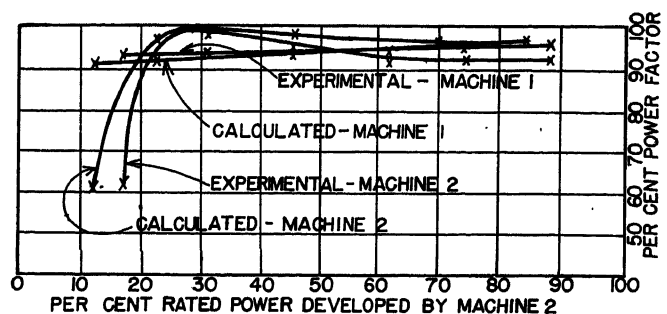 EXPERIMENTAL - MACHINE 1
CALCULATED - MACHINE 1
EXPERIMENTAL - MACHINE 2
CALCULATED - MACHINE 2
0 10 20 30 40 50 60 70 80 90 100
PER CENT RATED POWER DEVELOPED BY MACHINE 2
50 60 70 80 90 100
PER CENT POWER FACTOR